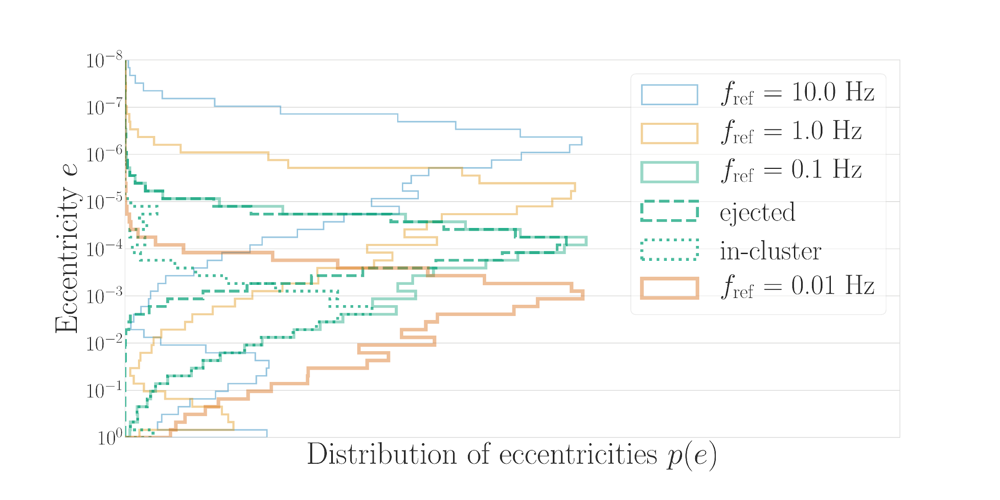 10⁻⁸
10⁻⁷
10⁻⁶
10⁻⁵
10⁻⁴
10⁻³
10⁻²
10⁻¹
10⁰
Eccentricity e
Distribution of eccentricities p(e)
f_ref = 10.0 Hz
f_ref = 1.0 Hz
f_ref = 0.1 Hz
ejected
in-cluster
f_ref = 0.01 Hz